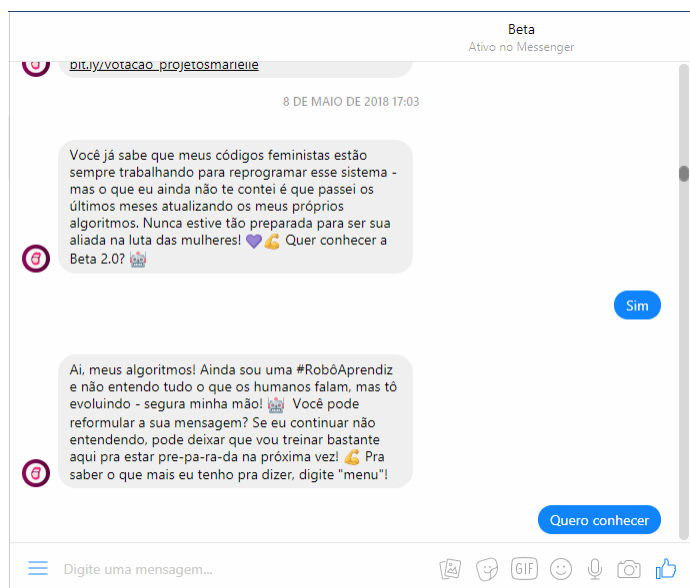 Beta
Ativo no Messenger
bit.ly/votacao_projetosmarielle
8 DE MAIO DE 2018 17:03
Você já sabe que meus códigos feministas estão
sempre trabalhando para reprogramar esse sistema -
mas o que eu ainda não te contei é que passei os
últimos meses atualizando os meus próprios
algoritmos. Nunca estive tão preparada para ser sua
aliada na luta das mulheres! 💜💪 Quer conhecer a
Beta 2.0? 🤖
Sim
Ai, meus algoritmos! Ainda sou uma #RobôAprendiz
e não entendo tudo o que os humanos falam, mas tô
evoluindo - segura minha mão! 🤖 Você pode
reformular a sua mensagem? Se eu continuar não
entendendo, pode deixar que vou treinar bastante
aqui pra estar pre-pa-ra-da na próxima vez! 💪 Pra
saber o que mais eu tenho pra dizer, digite "menu"!
Quero conhecer
Digite uma mensagem...
GIF